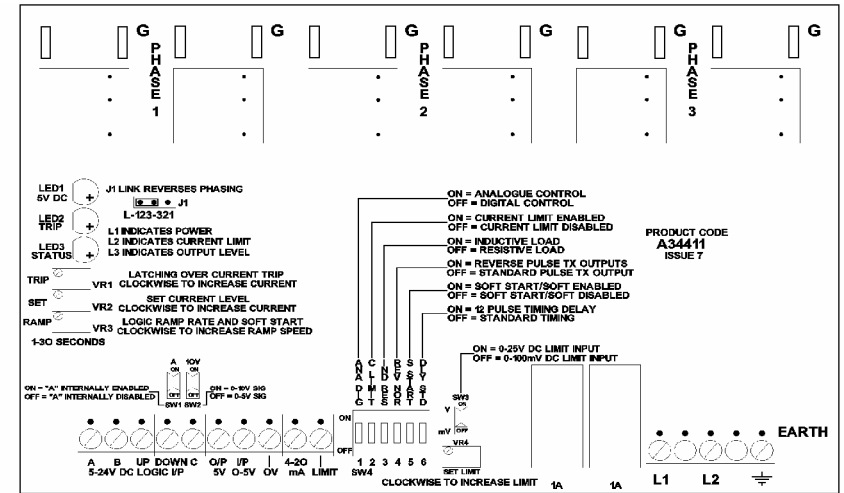 G G G G G G
PHASE 1
PHASE 2
PHASE 3
LED1
5V DC
J1 LINK REVERSES PHASING
J1
L-123-321
LED2
TRIP
L1 INDICATES POWER
L2 INDICATES CURRENT LIMIT
L3 INDICATES OUTPUT LEVEL
LED3
STATUS
TRIP
VR1
LATCHING OVER CURRENT TRIP
CLOCKWISE TO INCREASE CURRENT
SET
VR2
SET CURRENT LEVEL
CLOCKWISE TO INCREASE CURRENT
RAMP
VR3
LOGIC RAMP RATE AND SOFT START
CLOCKWISE TO INCREASE RAMP SPEED
1-30 SECONDS
ON = ANALOGUE CONTROL
OFF = DIGITAL CONTROL
ON = CURRENT LIMIT ENABLED
OFF = CURRENT LIMIT DISABLED
ON = INDUCTIVE LOAD
OFF = RESISTIVE LOAD
ON = REVERSE PULSE TX OUTPUTS
OFF = STANDARD PULSE TX OUTPUT
ON = SOFT START/SOFT ENABLED
OFF = SOFT START/SOFT DISABLED
ON = 12 PULSE TIMING DELAY
OFF = STANDARD TIMING
PRODUCT CODE
A34411
ISSUE 7
ON = 0-25V DC LIMIT INPUT
OFF = 0-100mV DC LIMIT INPUT
A 10V
ON ON
OFF OFF
SW1 SW2
ON = "A" INTERNALLY ENABLED
OFF = "A" INTERNALLY DISABLED
ON = 0-10V SIG
OFF = 0-5V SIG
ANA DIG
C LIMT
IND RES
REV NOR
S START
DLY STD
ON
OFF
1 2 3 4 5 6
SW4
SW3
ON
V
mV
OFF
VR4
SET LIMIT
CLOCKWISE TO INCREASE LIMIT
A B UP DOWN C O/P I/P 4-20
5-24V DC LOGIC I/P 5V 0-5V 0V mA LIMIT
1A 1A
EARTH
L1 L2